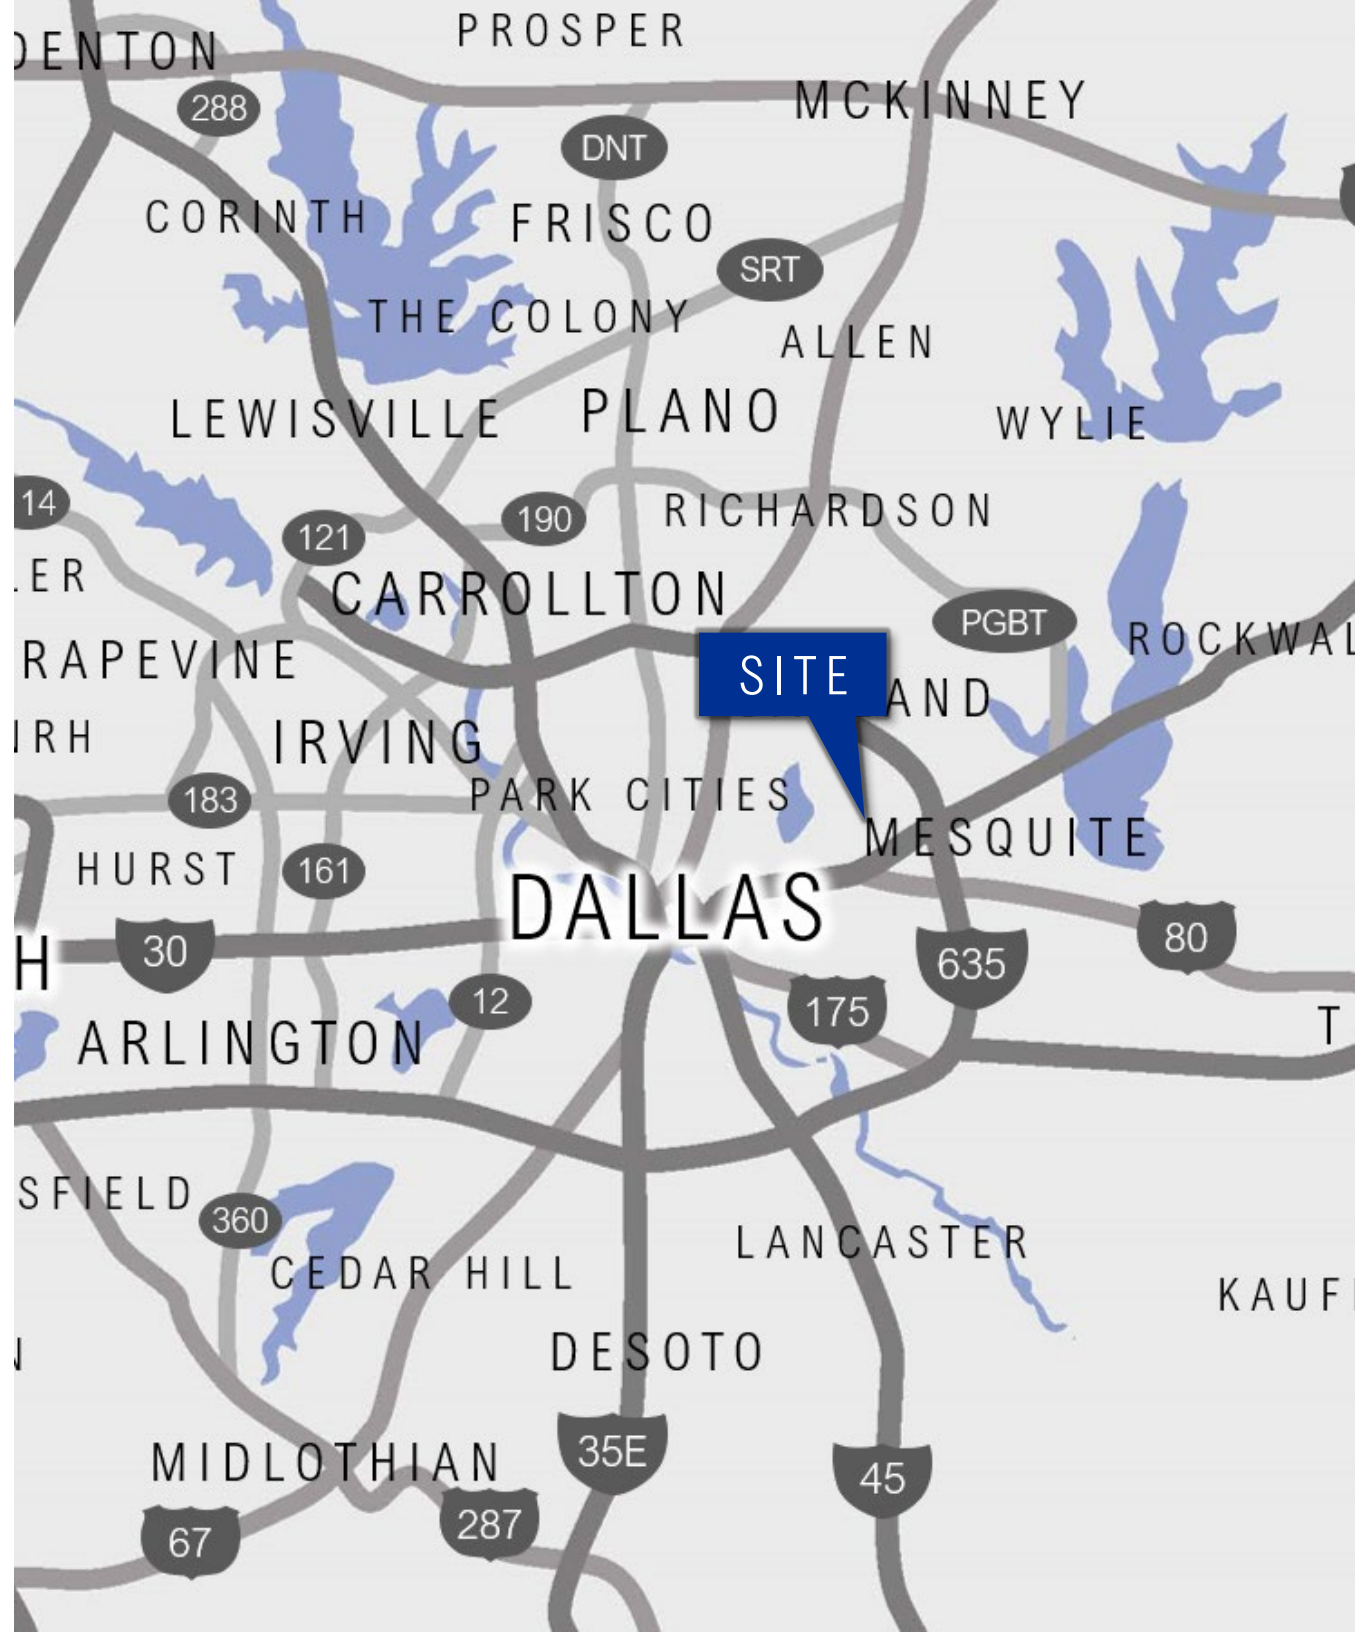 PROSPER
DENTON
288
MCKINNEY
DNT
CORINTH
FRISCO
SRT
THE COLONY
ALLEN
LEWISVILLE
PLANO
WYLIE
14
190
RICHARDSON
121
LER
CARROLLTON
PGBT
ROCKWAL
RAPEVINE
SITE
AND
NRH
IRVING
183
PARK CITIES
MESQUITE
HURST
161
DALLAS
30
H
80
635
12
175
T
ARLINGTON
SFIELD
360
LANCASTER
CEDAR HILL
KAUF
N
DESOTO
35E
MIDLOTHIAN
45
287
67